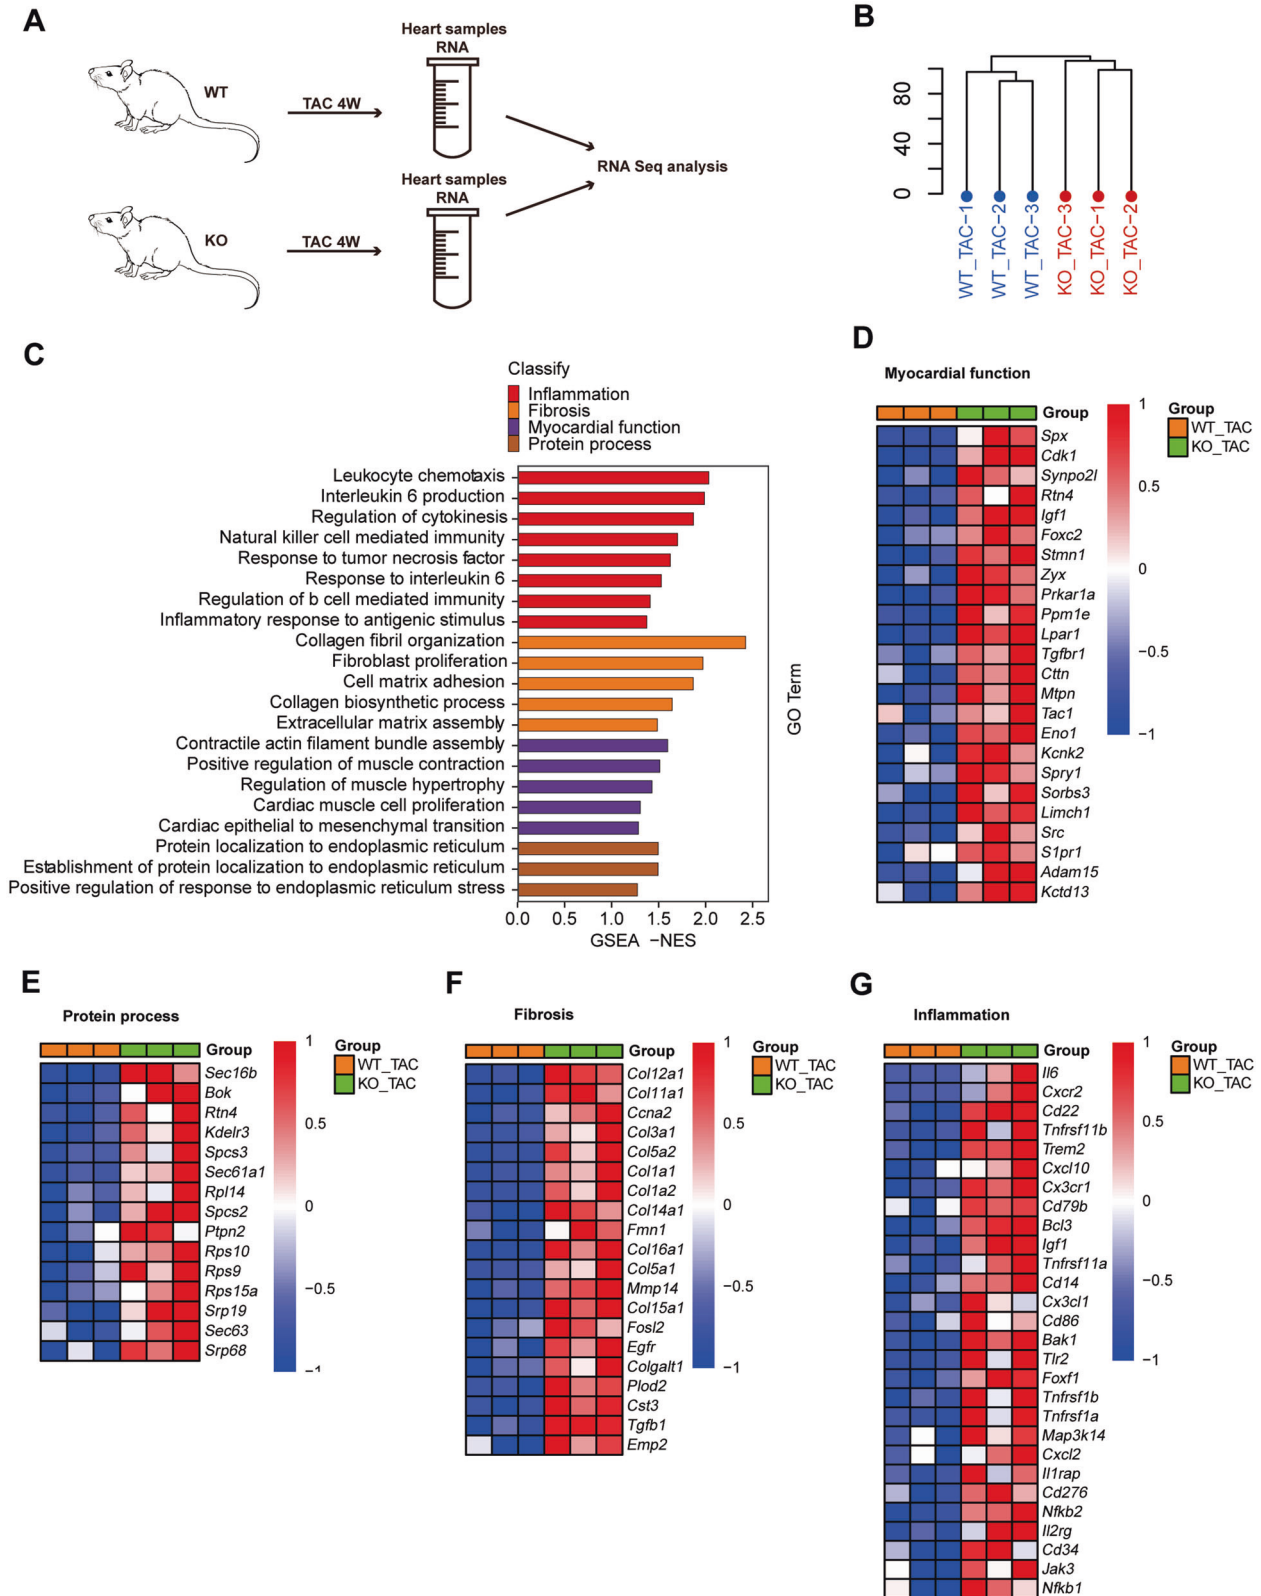 A
Heart samples
RNA
WT
TAC 4W
Heart samples
RNA
KO
TAC 4W
RNA Seq analysis
B
80
40
0
WT_TAC−1
WT_TAC−2
WT_TAC−3
KO_TAC−3
KO_TAC−1
KO_TAC−2
C
Classify
Inflammation
Fibrosis
Myocardial function
Protein process
Leukocyte chemotaxis
Interleukin 6 production
Regulation of cytokinesis
Natural killer cell mediated immunity
Response to tumor necrosis factor
Response to interleukin 6
Regulation of b cell mediated immunity
Inflammatory response to antigenic stimulus
Collagen fibril organization
Fibroblast proliferation
Cell matrix adhesion
Collagen biosynthetic process
Extracellular matrix assembly
Contractile actin filament bundle assembly
Positive regulation of muscle contraction
Regulation of muscle hypertrophy
Cardiac muscle cell proliferation
Cardiac epithelial to mesenchymal transition
Protein localization to endoplasmic reticulum
Establishment of protein localization to endoplasmic reticulum
Positive regulation of response to endoplasmic reticulum stress
0.0 0.5 1.0 1.5 2.0 2.5
GSEA −NES
GO Term
D
Myocardial function
Group
Spx
Cdk1
Synpo2l
Rtn4
Igf1
Foxc2
Stmn1
Zyx
Prkar1a
Ppm1e
Lpar1
Tgfbr1
Cttn
Mtpn
Tac1
Eno1
Kcnk2
Spry1
Sorbs3
Limch1
Src
S1pr1
Adam15
Kctd13
1
0.5
0
−0.5
−1
Group
WT_TAC
KO_TAC
E
Protein process
Group
Sec16b
Bok
Rtn4
Kdelr3
Spcs3
Sec61a1
Rpl14
Spcs2
Ptpn2
Rps10
Rps9
Rps15a
Srp19
Sec63
Srp68
1
0.5
0
−0.5
−1
Group
WT_TAC
KO_TAC
F
Fibrosis
Group
Col12a1
Col11a1
Ccna2
Col3a1
Col5a2
Col1a1
Col1a2
Col14a1
Fmn1
Col16a1
Col5a1
Mmp14
Col15a1
Fosl2
Egfr
Colgalt1
Plod2
Cst3
Tgfb1
Emp2
1
0.5
0
−0.5
−1
Group
WT_TAC
KO_TAC
G
Inflammation
Group
Il6
Cxcr2
Cd22
Tnfrsf11b
Trem2
Cxcl10
Cx3cr1
Cd79b
Bcl3
Igf1
Tnfrsf11a
Cd14
Cx3cl1
Cd86
Bak1
Tlr2
Foxf1
Tnfrsf1b
Tnfrsf1a
Map3k14
Cxcl2
Il1rap
Cd276
Nfkb2
Il2rg
Cd34
Jak3
Nfkb1
1
0.5
0
−0.5
−1
Group
WT_TAC
KO_TAC